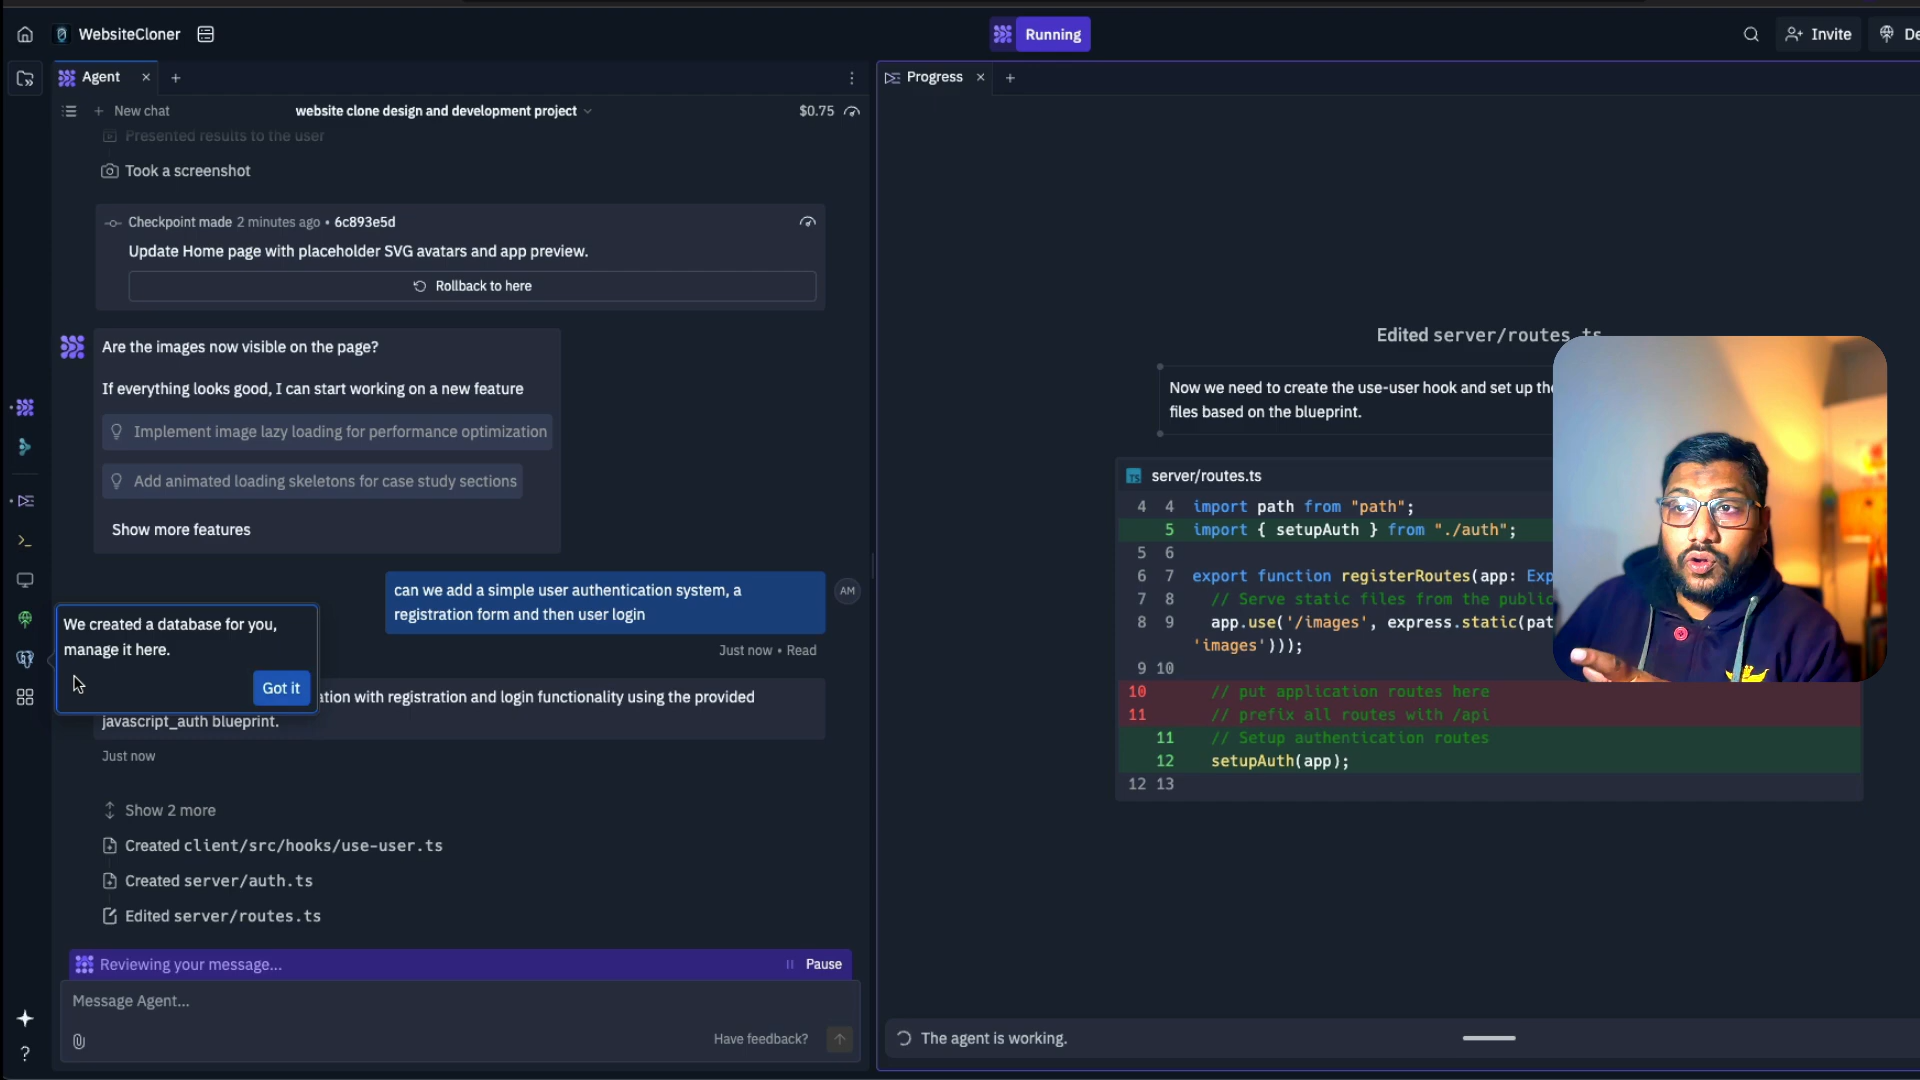 WebsiteCloner
Running
Invite
De
Agent
Progress
New chat
website clone design and development project
$0.75
Presented results to the user
Took a screenshot
Checkpoint made 2 minutes ago • 6c893e5d
Update Home page with placeholder SVG avatars and app preview.
Rollback to here
Are the images now visible on the page?
If everything looks good, I can start working on a new feature
Implement image lazy loading for performance optimization
Add animated loading skeletons for case study sections
Show more features
can we add a simple user authentication system, a
registration form and then user login
AM
Just now • Read
We created a database for you,
manage it here.
Got it
ation with registration and login functionality using the provided
javascript_auth blueprint.
Just now
Show 2 more
Created client/src/hooks/use-user.ts
Created server/auth.ts
Edited server/routes.ts
Reviewing your message...
Pause
Message Agent...
Have feedback?
Edited server/routes.ts
Now we need to create the use-user hook and set up the
files based on the blueprint.
server/routes.ts
4 4 import path from "path";
5 import { setupAuth } from "./auth";
5 6
6 7 export function registerRoutes(app: Exp
7 8 // Serve static files from the public
8 9 app.use('/images', express.static(pat
'images')));
9 10
10 // put application routes here
11 // prefix all routes with /api
11 // Setup authentication routes
12 setupAuth(app);
12 13
The agent is working.